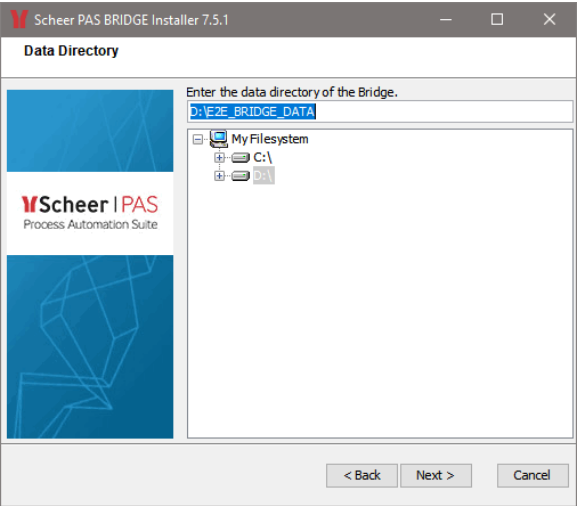 Scheer PAS BRIDGE Installer 7.5.1
Data Directory
Enter the data directory of the Bridge.
D:\E2E_BRIDGE_DATA
My Filesystem
C:\
D:\
Scheer | PAS
Process Automation Suite
< Back
Next >
Cancel